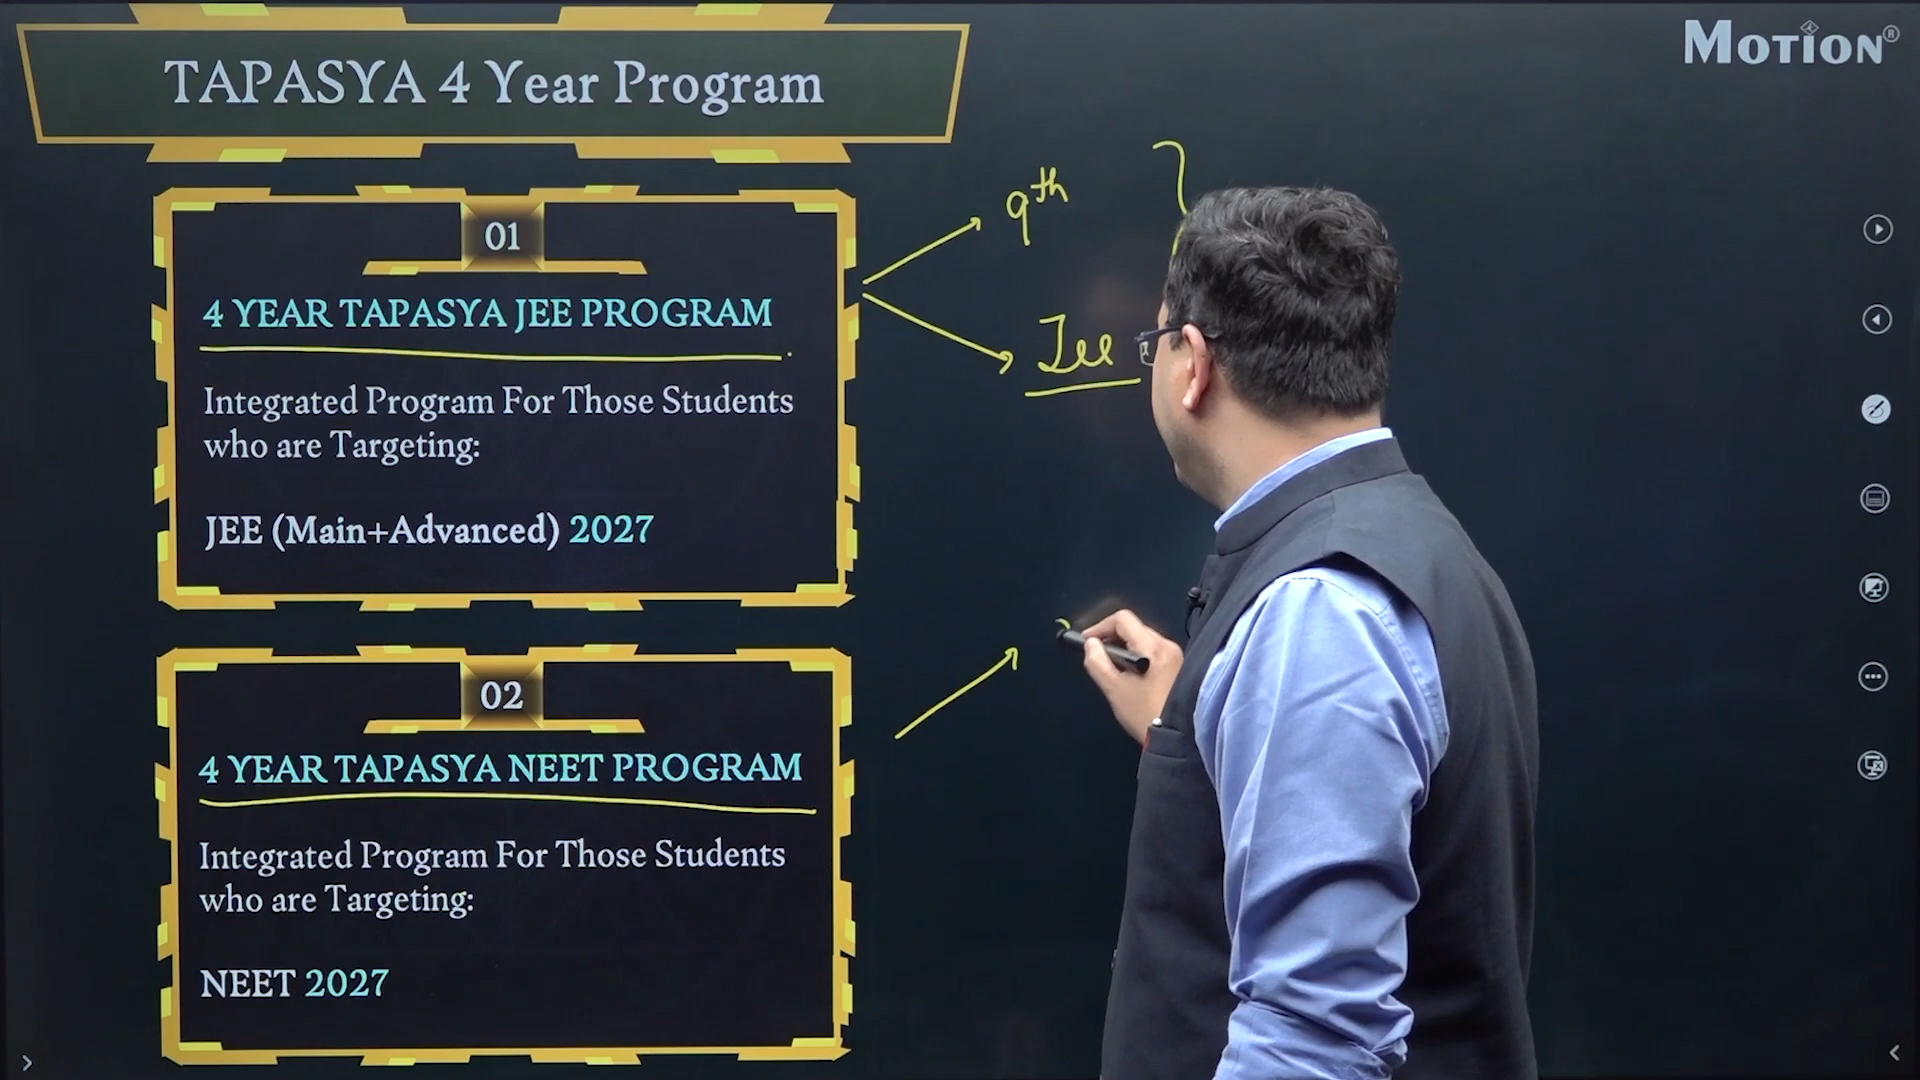 TAPASYA 4 Year Program
MOTION®
01
4 YEAR TAPASYA JEE PROGRAM
Integrated Program For Those Students
who are Targeting:
JEE (Main+Advanced) 2027
9th
Jee
02
4 YEAR TAPASYA NEET PROGRAM
Integrated Program For Those Students
who are Targeting:
NEET 2027